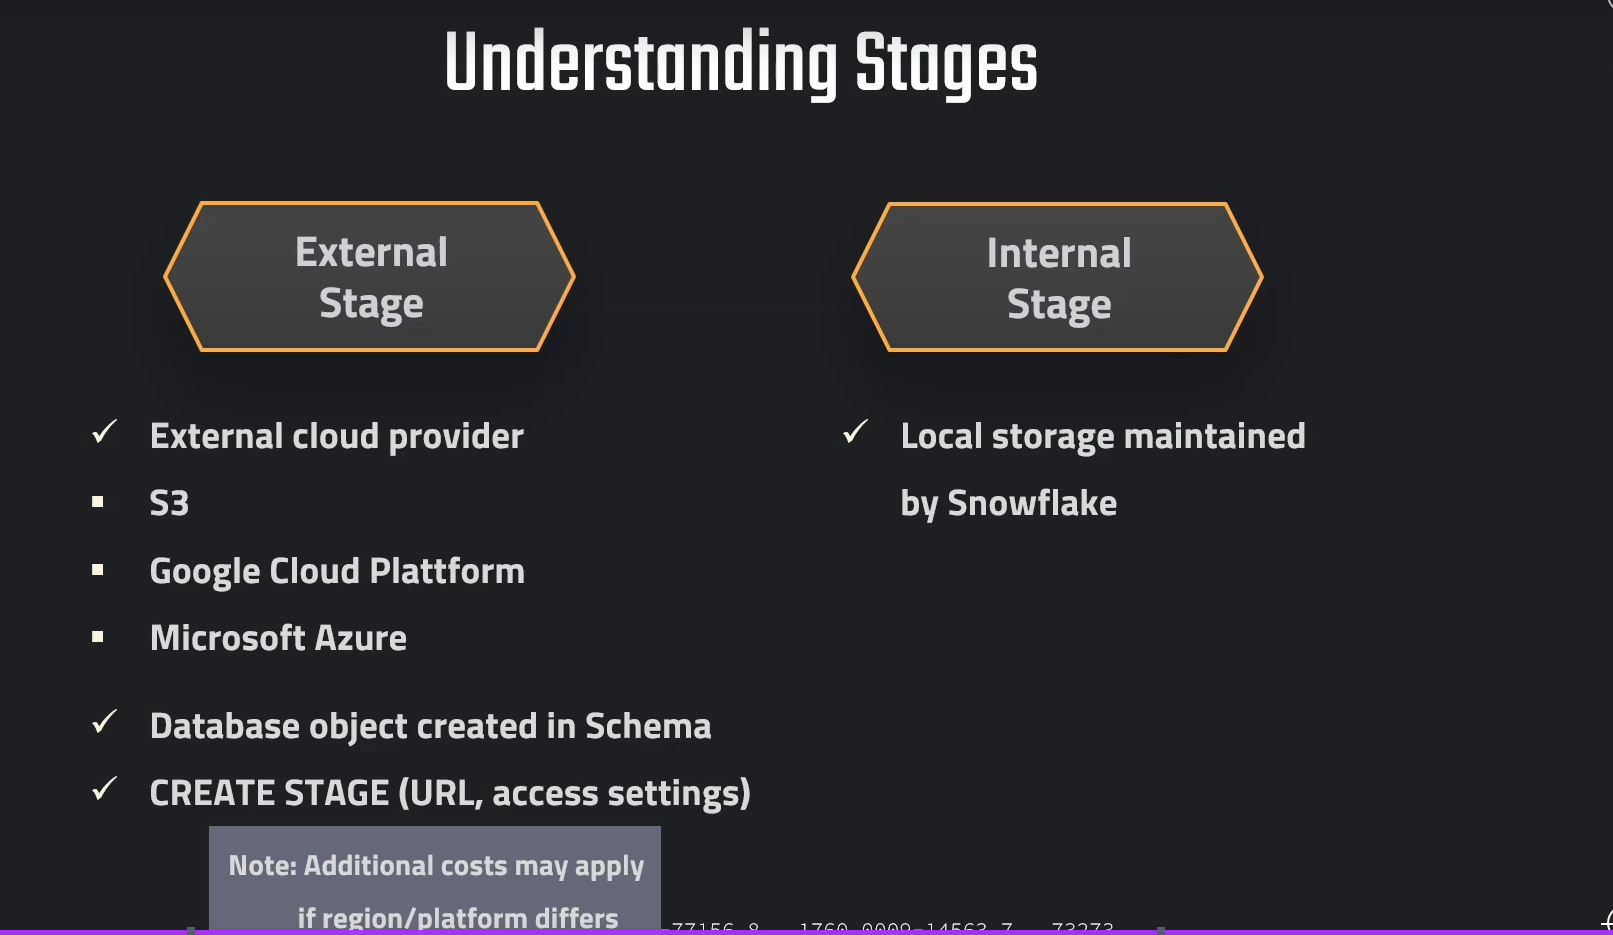 Understanding Stages
External
Stage
External cloud provider
S3
Google Cloud Plattform
Microsoft Azure
Database object created in Schema
CREATE STAGE (URL, access settings)
Note: Additional costs may apply
if region/platform differs
Internal
Stage
Local storage maintained
by Snowflake